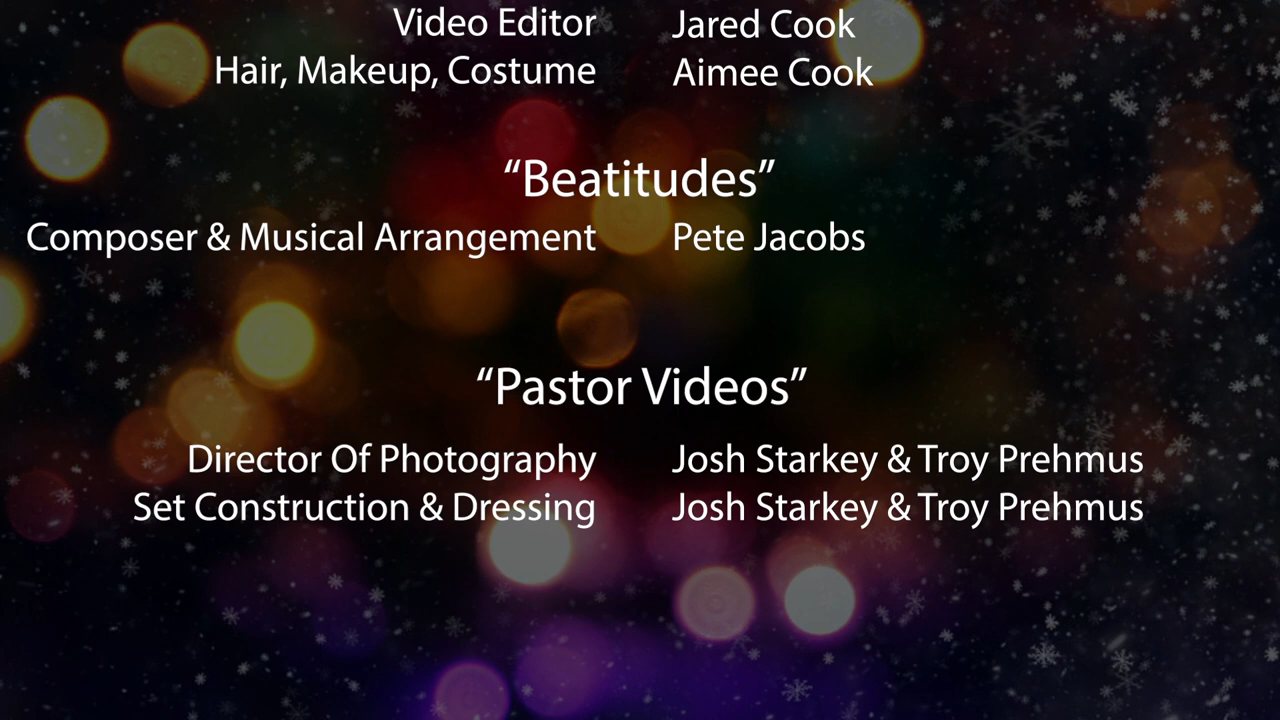 Video Editor Jared Cook
Hair, Makeup, Costume Aimee Cook
“Beatitudes”
Composer & Musical Arrangement Pete Jacobs
“Pastor Videos”
Director Of Photography Josh Starkey & Troy Prehmus
Set Construction & Dressing Josh Starkey & Troy Prehmus